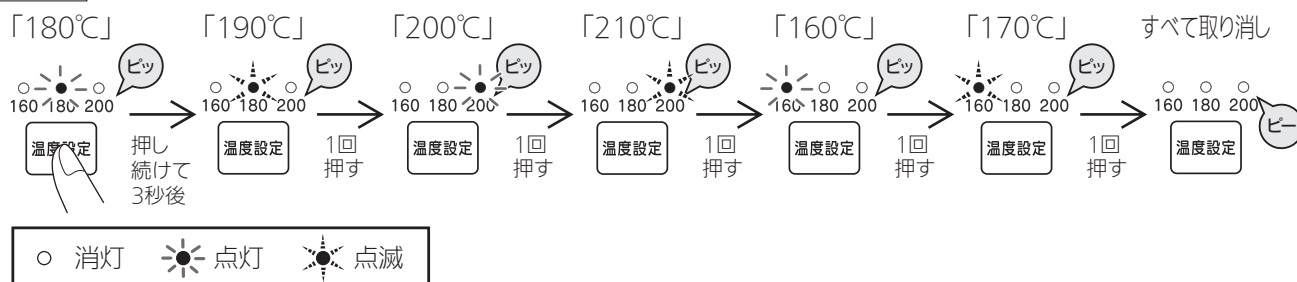 「180℃」 「190℃」 「200℃」 「210℃」 「160℃」 「170℃」 すべて取り消し
ピッ ピッ ピッ ピッ ピッ ピッ
160 180 200 160 180 200 160 180 200 160 180 200 160 180 200 160 180 200 160 180 200
ピー
温度設定 温度設定 温度設定 温度設定 温度設定 温度設定 温度設定
押し 1回 1回 1回 1回 1回
続けて 押す 押す 押す 押す 押す
3秒後
消灯 点灯 点滅